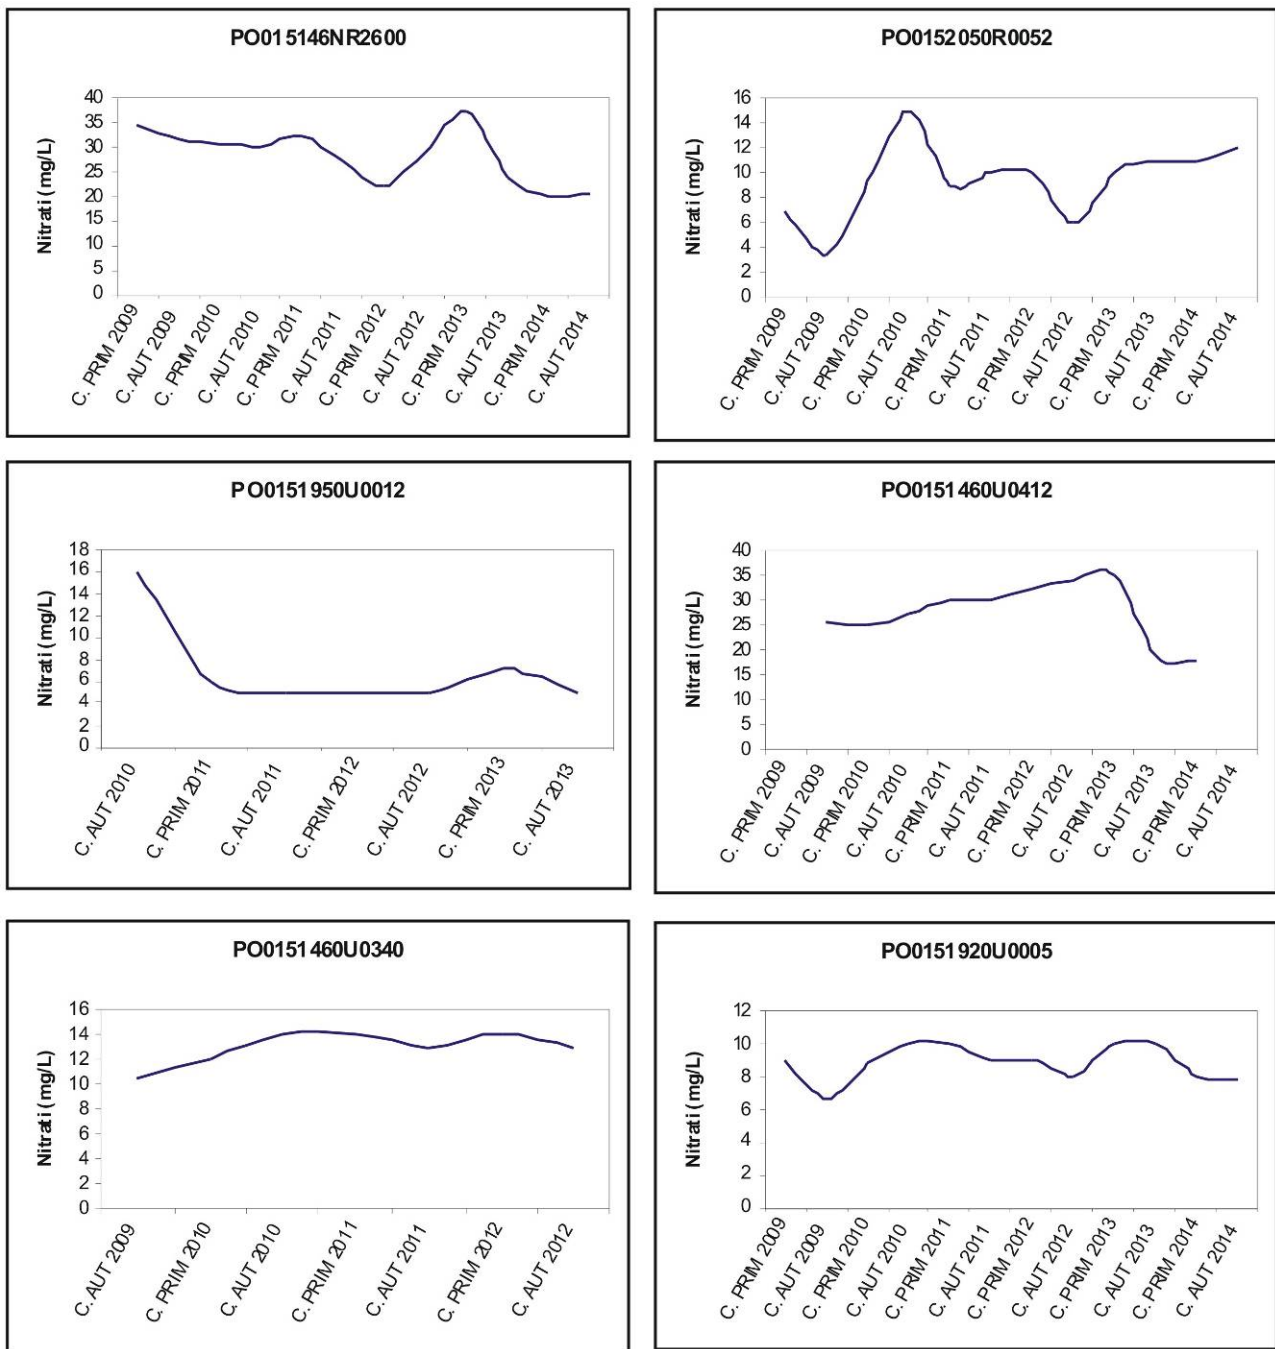 PO015146NR2600
Nitrati (mg/L)
40
35
30
25
20
15
10
5
0
C. PRIM 2009
C. AUT 2009
C. PRIM 2010
C. AUT 2010
C. PRIM 2011
C. AUT 2011
C. PRIM 2012
C. AUT 2012
C. PRIM 2013
C. AUT 2013
C. PRIM 2014
C. AUT 2014
PO0152050R0052
Nitrati (mg/L)
16
14
12
10
8
6
4
2
0
C. PRIM 2009
C. AUT 2009
C. PRIM 2010
C. AUT 2010
C. PRIM 2011
C. AUT 2011
C. PRIM 2012
C. AUT 2012
C. PRIM 2013
C. AUT 2013
C. PRIM 2014
C. AUT 2014
PO0151950U0012
Nitrati (mg/L)
18
16
14
12
10
8
6
4
2
0
C. AUT 2010
C. PRIM 2011
C. AUT 2011
C. PRIM 2012
C. AUT 2012
C. PRIM 2013
C. AUT 2013
PO0151460U0412
Nitrati (mg/L)
40
35
30
25
20
15
10
5
0
C. PRIM 2009
C. AUT 2009
C. PRIM 2010
C. AUT 2010
C. PRIM 2011
C. AUT 2011
C. PRIM 2012
C. AUT 2012
C. PRIM 2013
C. AUT 2013
C. PRIM 2014
C. AUT 2014
PO0151460U0340
Nitrati (mg/L)
16
14
12
10
8
6
4
2
0
C. AUT 2009
C. PRIM 2010
C. AUT 2010
C. PRIM 2011
C. AUT 2011
C. PRIM 2012
C. AUT 2012
PO0151920U0005
Nitrati (mg/L)
12
10
8
6
4
2
0
C. PRIM 2009
C. AUT 2009
C. PRIM 2010
C. AUT 2010
C. PRIM 2011
C. AUT 2011
C. PRIM 2012
C. AUT 2012
C. PRIM 2013
C. AUT 2013
C. PRIM 2014
C. AUT 2014